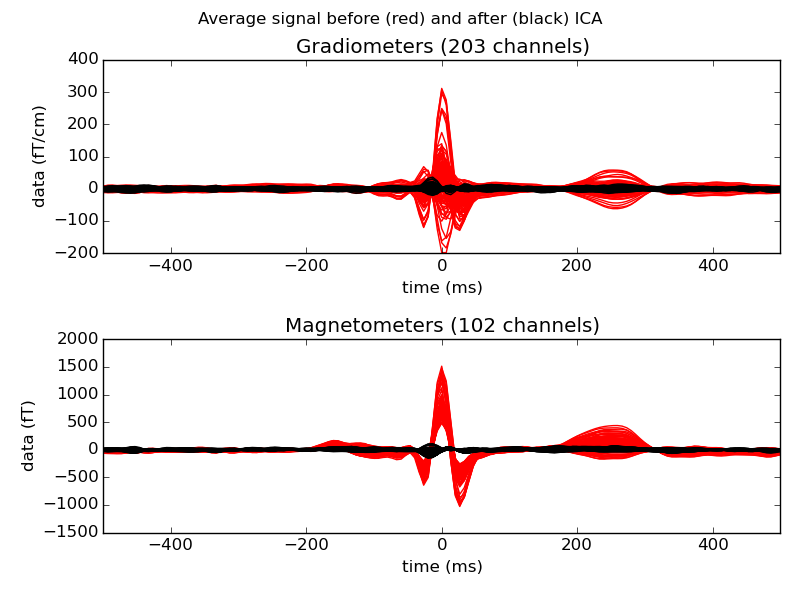 Average signal before (red) and after (black) ICA
Gradiometers (203 channels)
400
300
200
100
0
−100
−200
data (fT/cm)
−400 −200 0 200 400
time (ms)
Magnetometers (102 channels)
2000
1500
1000
500
0
−500
−1000
−1500
data (fT)
−400 −200 0 200 400
time (ms)